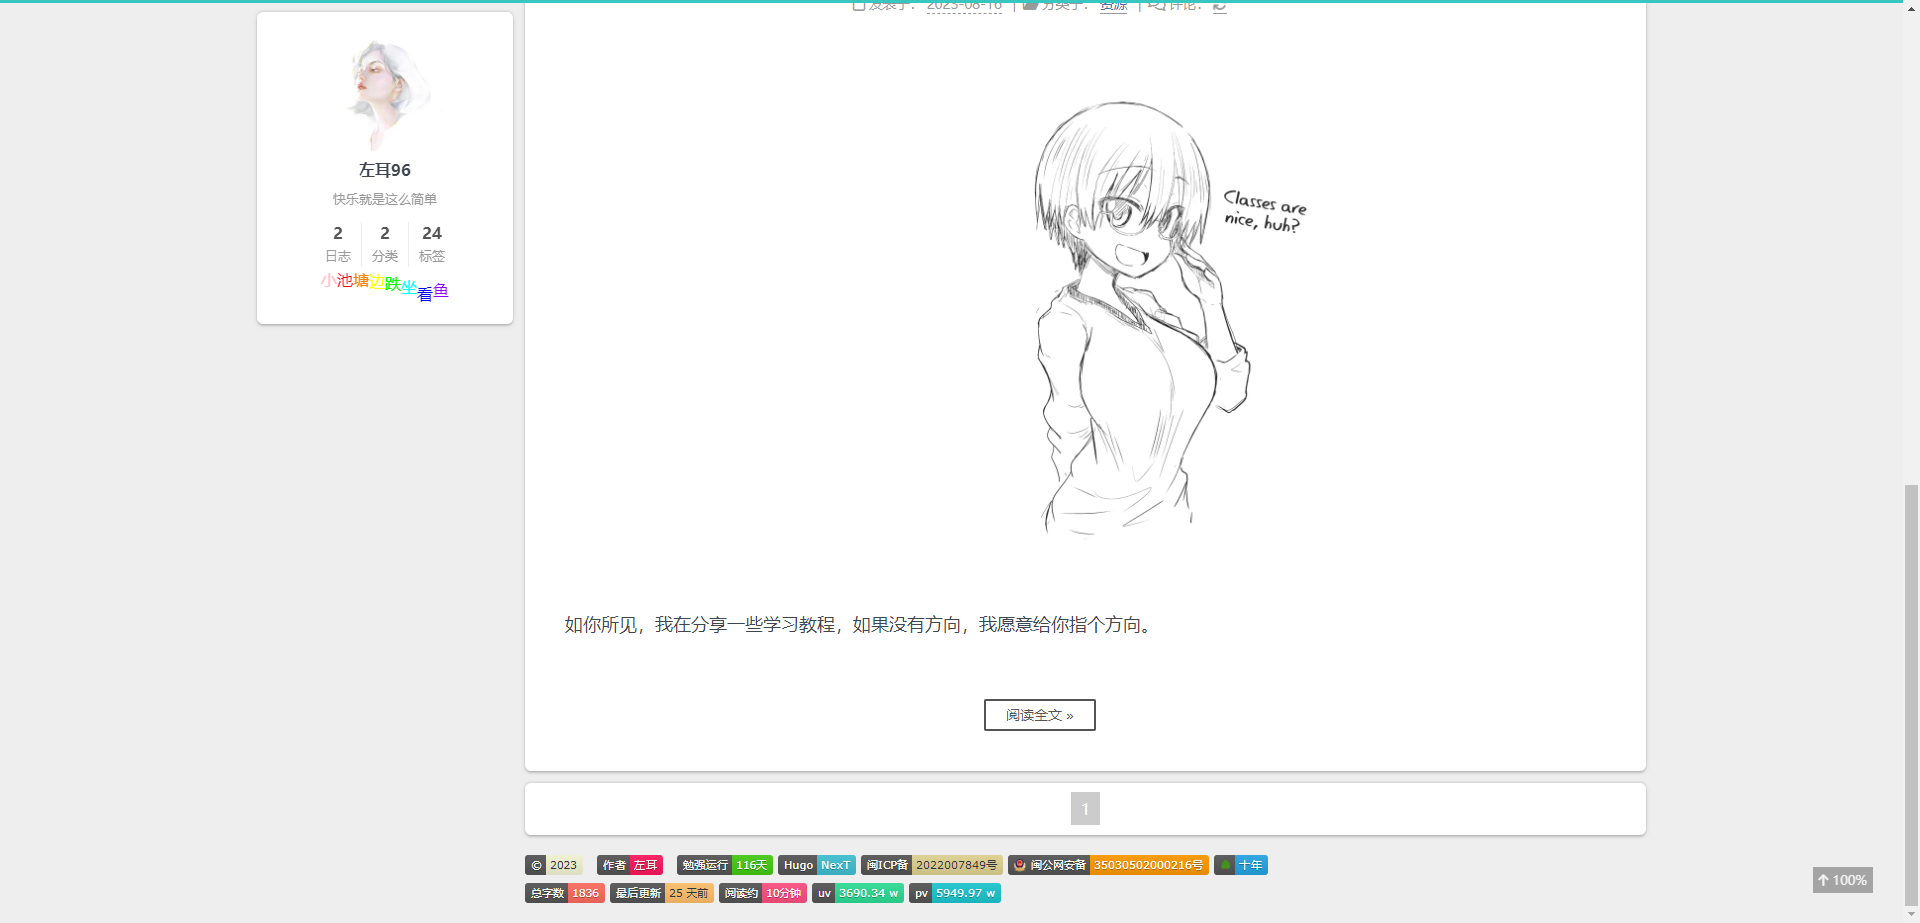 发表于： 2023-08-16 | 分类于： 资源 | 评论：
左耳96
快乐就是这么简单
2 2 24
日志 分类 标签
小池塘边跌坐看鱼
Classes are
nice, huh?
如你所见，我在分享一些学习教程，如果没有方向，我愿意给你指个方向。
阅读全文 »
1
© 2023 作者 左耳 勉强运行 116天 Hugo NexT 闽ICP备 2022007849号 闽公网安备 35030502000216号 十年
总字数 1836 最后更新 25 天前 阅读约 10分钟 uv 3690.34 w pv 5949.97 w
100%